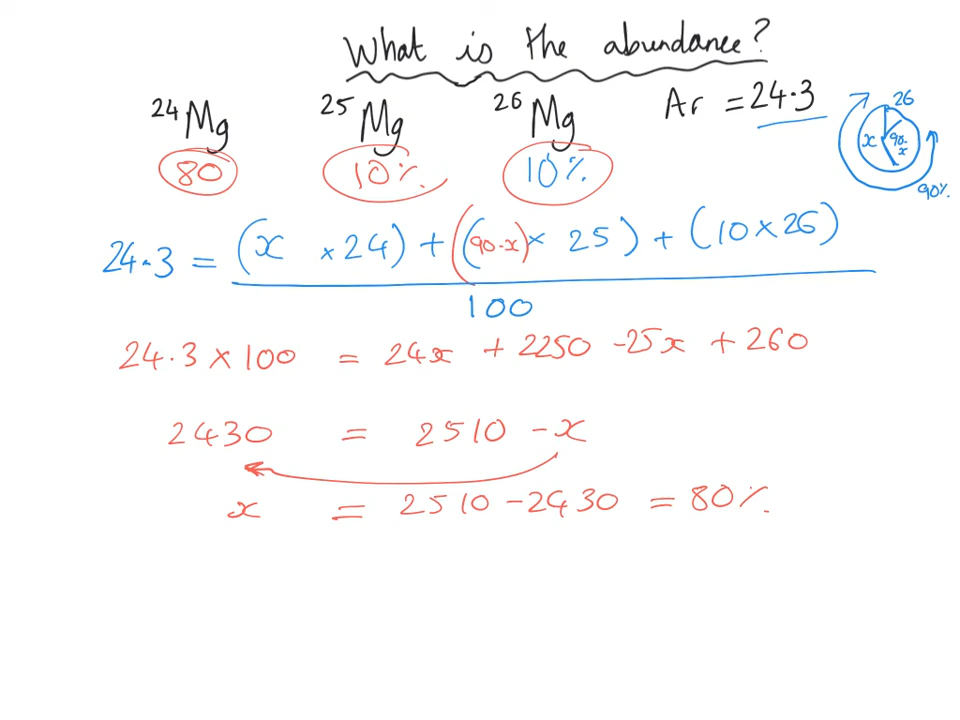 What is the abundance?
²⁴Mg ²⁵Mg ²⁶Mg Ar = 24.3
80 10% 10%
26
x 90-x
90%
24.3 = (x × 24) + ((90-x) × 25) + (10 × 26)
100
24.3 × 100 = 24x + 2250 - 25x + 260
2430 = 2510 - x
x = 2510 - 2430 = 80%